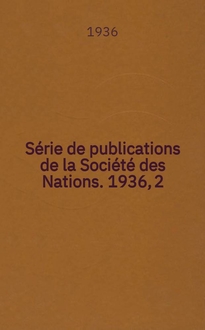 1936
Série de publications
de la Société des
Nations. 1936, 2